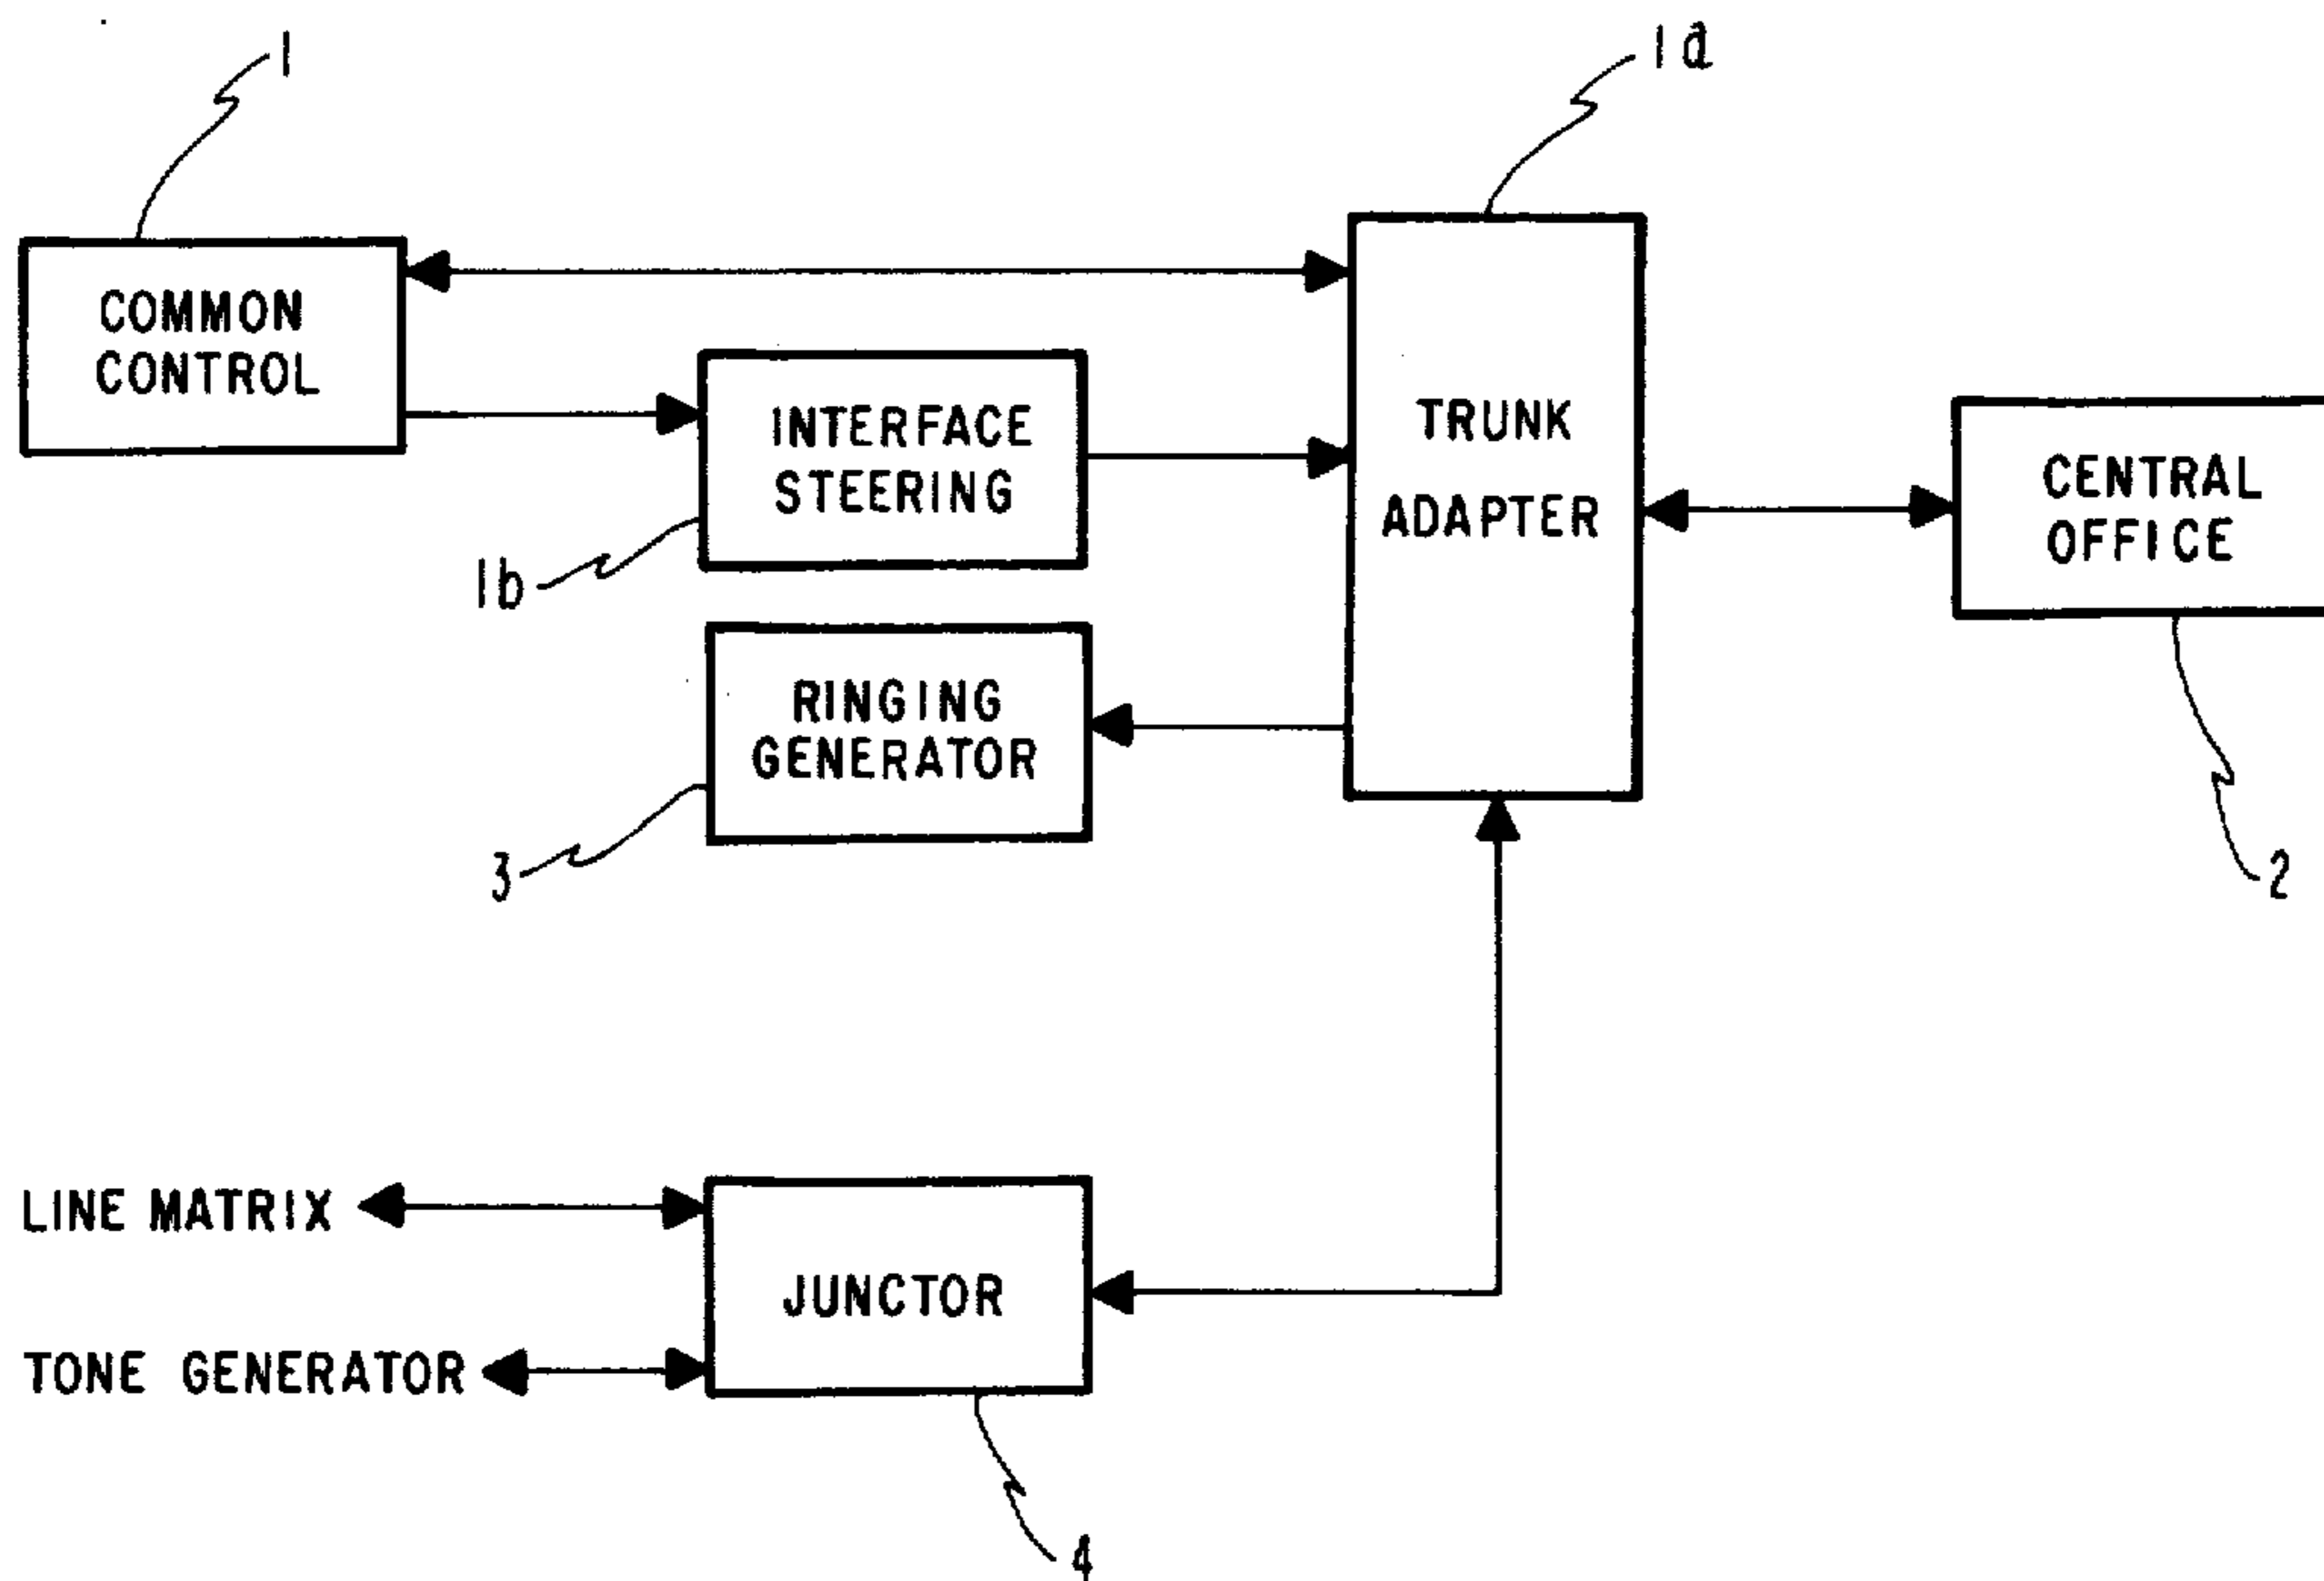 1
1a
COMMON
CONTROL
INTERFACE
STEERING
TRUNK
ADAPTER
CENTRAL
OFFICE
1b
RINGING
GENERATOR
3
2
LINE MATRIX
JUNCTOR
TONE GENERATOR
4